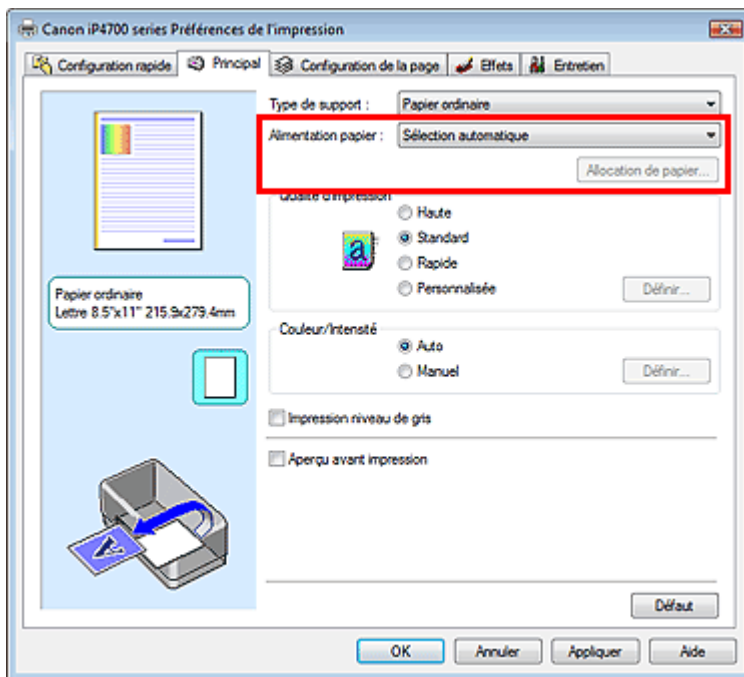 Canon iP4700 series Préférences de l'impression
Configuration rapide Principal Configuration de la page Effets Entretien
Type de support : Papier ordinaire
Alimentation papier : Sélection automatique
Allocation de papier...
Qualité d'impression
Haute
Standard
Rapide
Personnalisée Définir...
Papier ordinaire
Lettre 8.5"x11" 215.9x279.4mm
Couleur/Intensité
Auto
Manuel Définir...
Impression niveau de gris
Aperçu avant impression
Défaut
OK Annuler Appliquer Aide